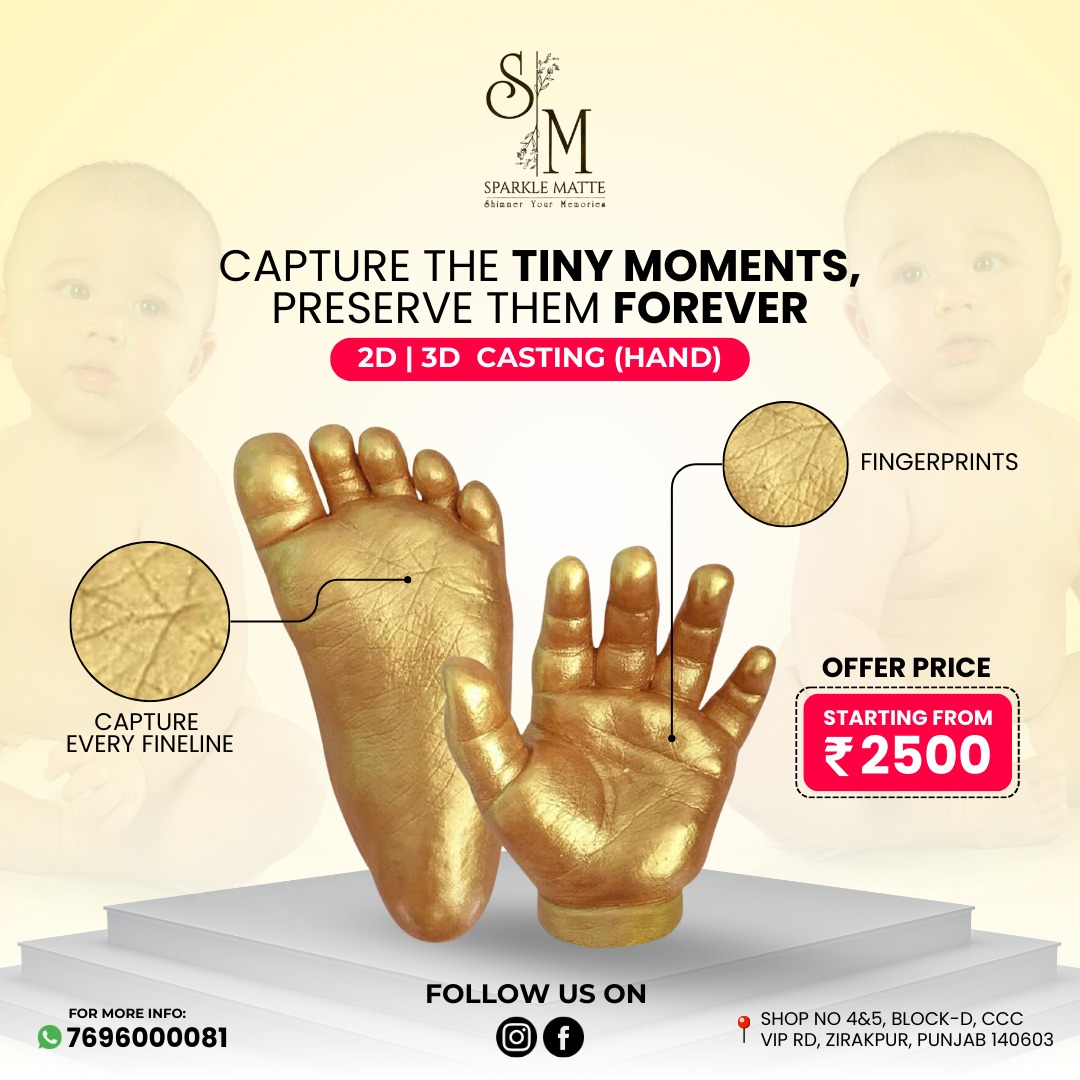 S
M
SPARKLE MATTE
Shimmer Your Memories
CAPTURE THE TINY MOMENTS,
PRESERVE THEM FOREVER
2D | 3D CASTING (HAND)
FINGERPRINTS
CAPTURE
EVERY FINELINE
OFFER PRICE
STARTING FROM
₹2500
FOLLOW US ON
FOR MORE INFO:
7696000081
SHOP NO 4&5, BLOCK-D, CCC
VIP RD, ZIRAKPUR, PUNJAB 140603